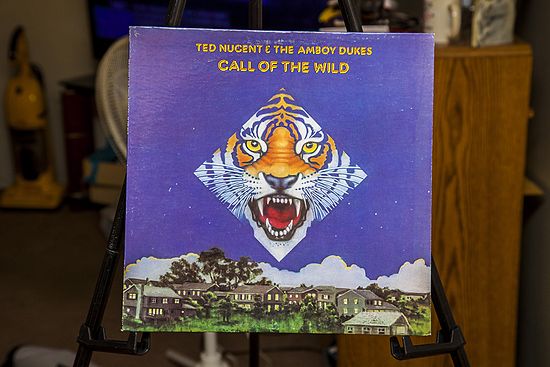 TED NUGENT & THE AMBOY DUKES
CALL OF THE WILD